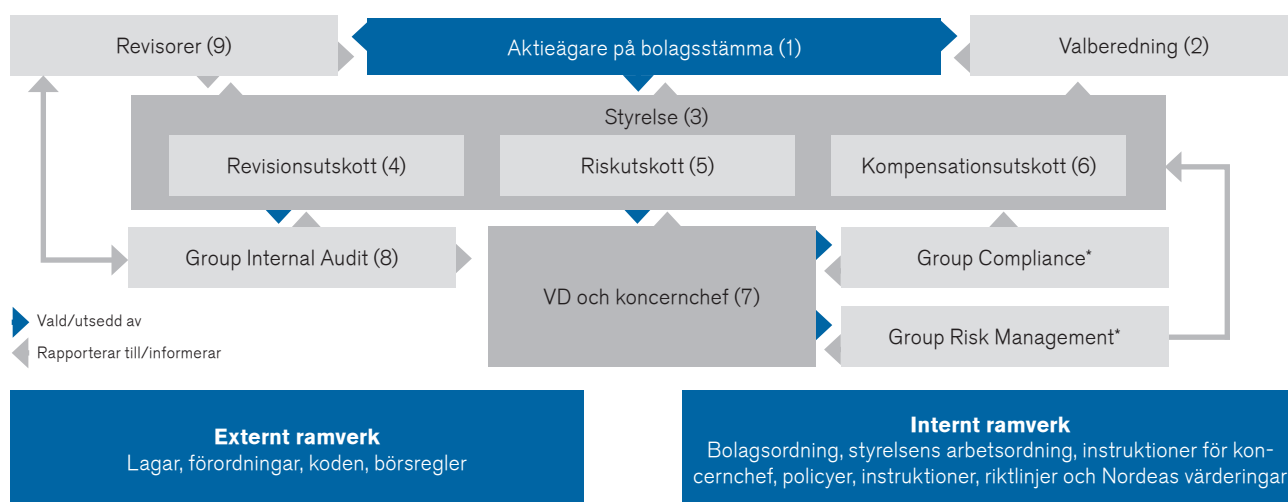 Revisorer (9)
Aktieägare på bolagsstämma (1)
Valberedning (2)
Styrelse (3)
Revisionsutskott (4)
Riskutskott (5)
Kompensationsutskott (6)
Group Internal Audit (8)
VD och koncernchef (7)
Group Compliance*
Group Risk Management*
Vald/utsedd av
Rapporterar till/informerar
Externt ramverk
Lagar, förordningar, koden, börsregler
Internt ramverk
Bolagsordning, styrelsens arbetsordning, instruktioner för kon-
cernchef, policyer, instruktioner, riktlinjer och Nordeas värderingar